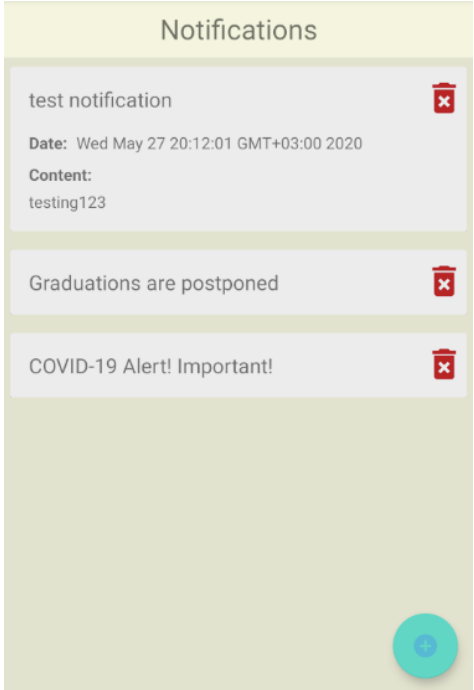 Notifications
test notification
Date: Wed May 27 20:12:01 GMT+03:00 2020
Content:
testing123
Graduations are postponed
COVID-19 Alert! Important!